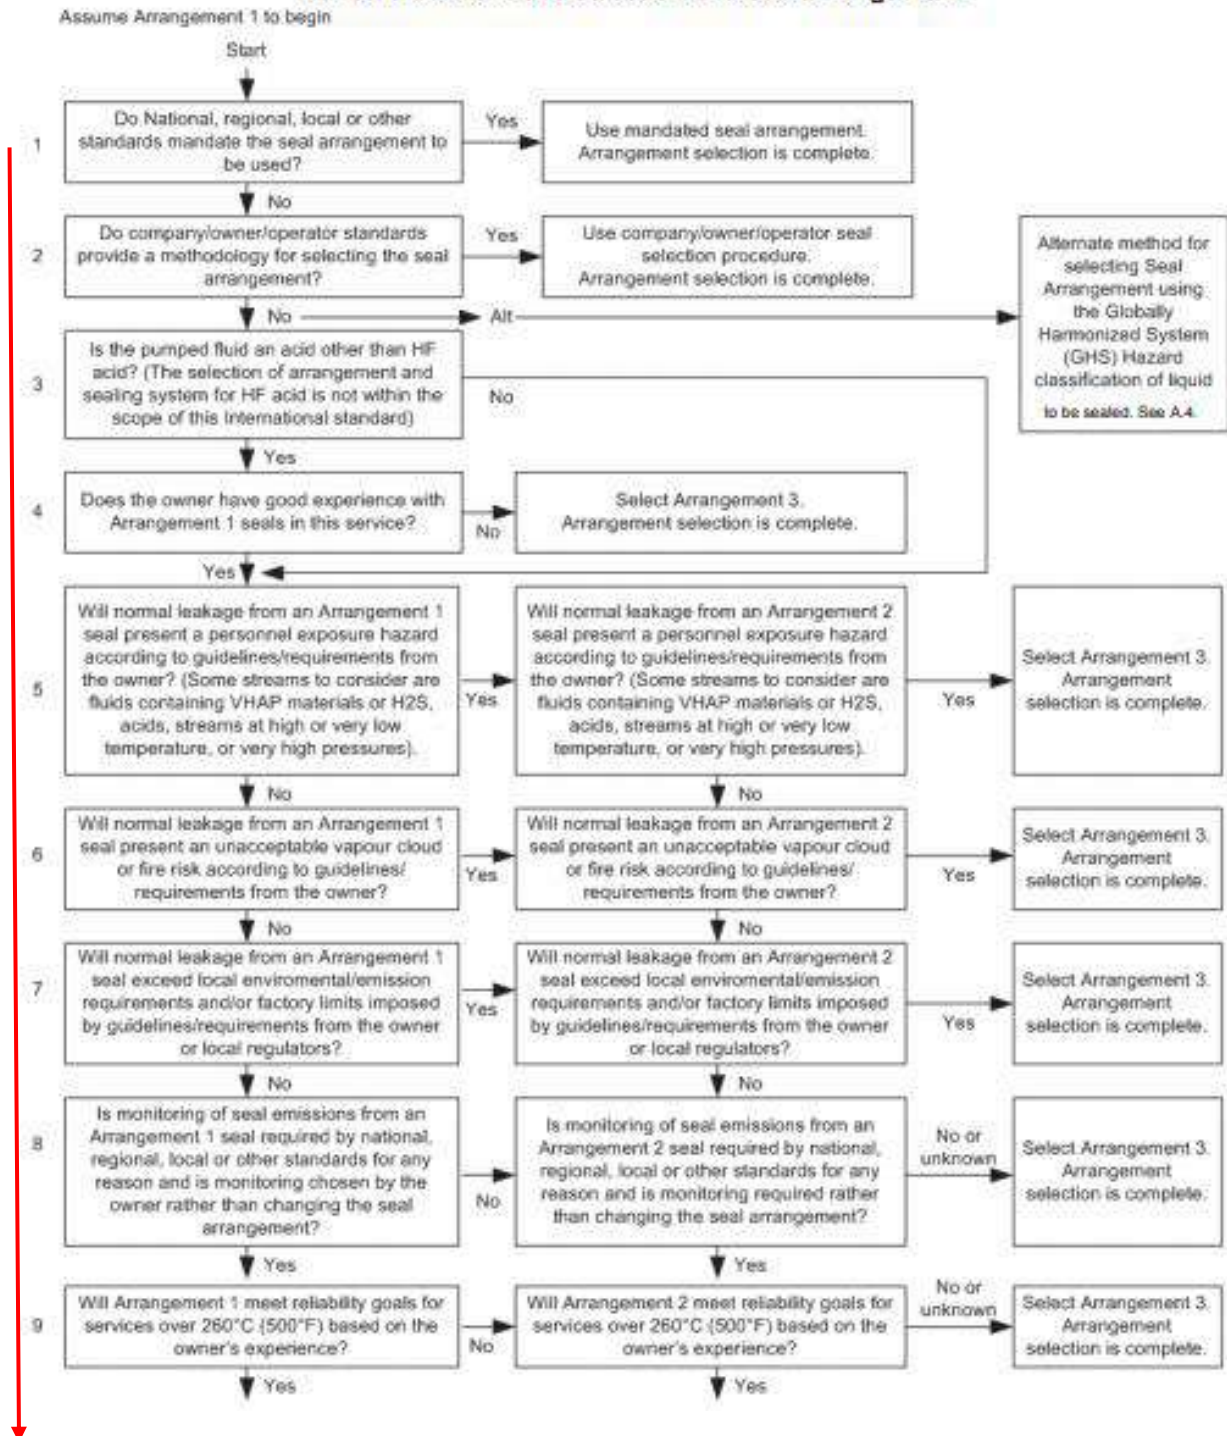 Assume Arrangement 1 to begin
Start
1
Do National, regional, local or other
standards mandate the seal arrangement to
be used?
Yes
Use mandated seal arrangement.
Arrangement selection is complete.
No
2
Do company/owner/operator standards
provide a methodology for selecting the seal
arrangement?
Yes
Use company/owner/operator seal
selection procedure.
Arrangement selection is complete.
Alternate method for
selecting Seal
Arrangement using
the Globally
Harmonized System
(GHS) Hazard
classification of liquid
to be sealed. See A.4.
No
Alt
3
Is the pumped fluid an acid other than HF
acid? (The selection of arrangement and
sealing system for HF acid is not within the
scope of this International standard)
No
Yes
4
Does the owner have good experience with
Arrangement 1 seals in this service?
No
Select Arrangement 3.
Arrangement selection is complete.
Yes
5
Will normal leakage from an Arrangement 1
seal present a personnel exposure hazard
according to guidelines/requirements from
the owner? (Some streams to consider are
fluids containing VHAP materials or H2S,
acids, streams at high or very low
temperature, or very high pressures).
Yes
Will normal leakage from an Arrangement 2
seal present a personnel exposure hazard
according to guidelines/requirements from
the owner? (Some streams to consider are
fluids containing VHAP materials or H2S,
acids, streams at high or very low
temperature, or very high pressures).
Yes
Select Arrangement 3.
Arrangement
selection is complete.
No
No
6
Will normal leakage from an Arrangement 1
seal present an unacceptable vapour cloud
or fire risk according to guidelines/
requirements from the owner?
Yes
Will normal leakage from an Arrangement 2
seal present an unacceptable vapour cloud
or fire risk according to guidelines/
requirements from the owner?
Yes
Select Arrangement 3.
Arrangement
selection is complete.
No
No
7
Will normal leakage from an Arrangement 1
seal exceed local enviromental/emission
requirements and/or factory limits imposed
by guidelines/requirements from the owner
or local regulators?
Yes
Will normal leakage from an Arrangement 2
seal exceed local enviromental/emission
requirements and/or factory limits imposed
by guidelines/requirements from the owner
or local regulators?
Yes
Select Arrangement 3.
Arrangement
selection is complete.
No
No
8
Is monitoring of seal emissions from an
Arrangement 1 seal required by national,
regional, local or other standards for any
reason and is monitoring chosen by the
owner rather than changing the seal
arrangement?
No
Is monitoring of seal emissions from an
Arrangement 2 seal required by national,
regional, local or other standards for any
reason and is monitoring required rather
than changing the seal arrangement?
No or
unknown
Select Arrangement 3.
Arrangement
selection is complete.
Yes
Yes
9
Will Arrangement 1 meet reliability goals for
services over 260°C (500°F) based on the
owner's experience?
No
Will Arrangement 2 meet reliability goals for
services over 260°C (500°F) based on the
owner's experience?
No or
unknown
Select Arrangement 3.
Arrangement
selection is complete.
Yes
Yes